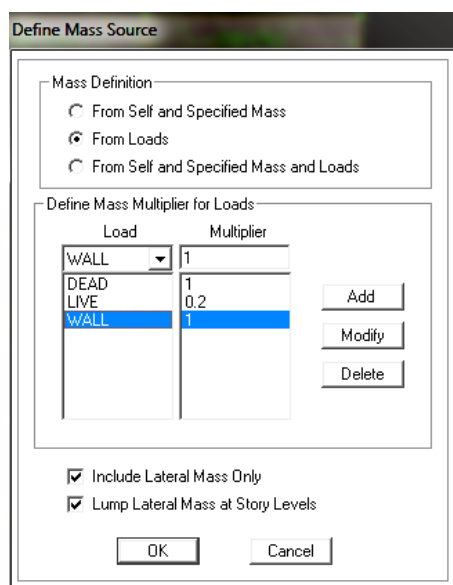 Define Mass Source
Mass Definition
From Self and Specified Mass
From Loads
From Self and Specified Mass and Loads
Define Mass Multiplier for Loads
Load Multiplier
WALL 1
DEAD 1
LIVE 0.2
WALL 1
Add
Modify
Delete
Include Lateral Mass Only
Lump Lateral Mass at Story Levels
OK Cancel